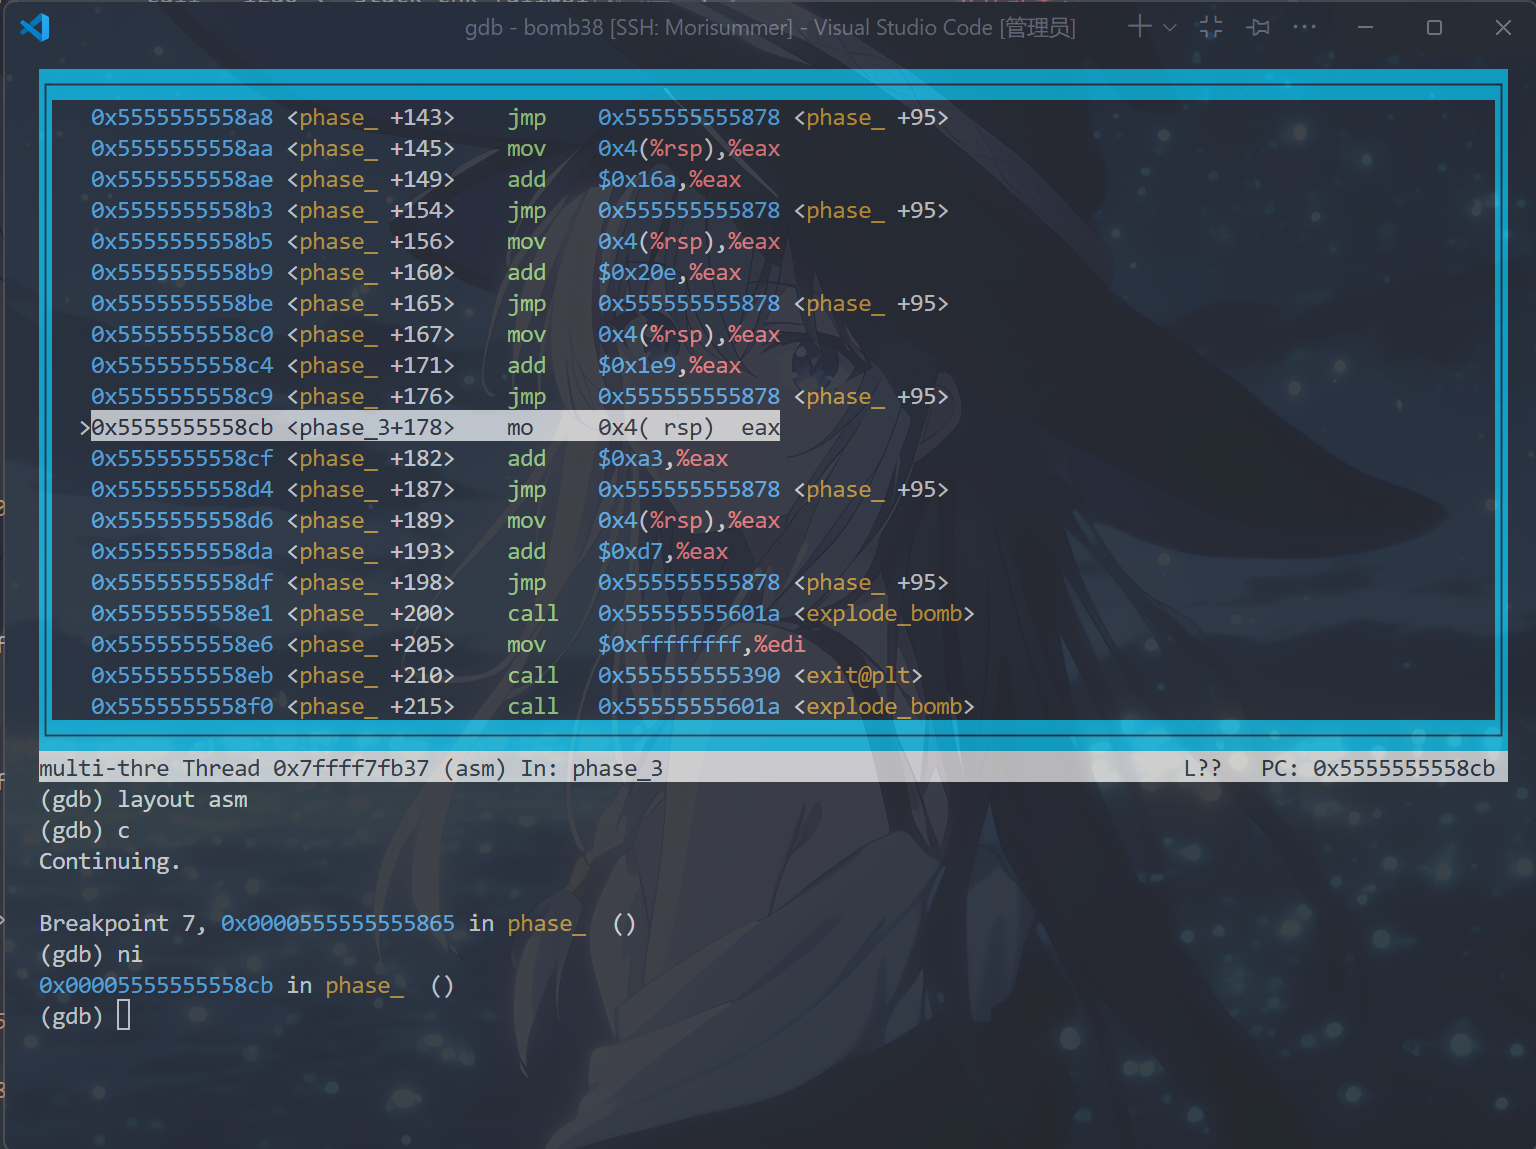 gdb - bomb38 [SSH: Morisummer] - Visual Studio Code [管理员]
0x5555555558a8 <phase_ +143> jmp 0x555555555878 <phase_ +95>
0x5555555558aa <phase_ +145> mov 0x4(%rsp),%eax
0x5555555558ae <phase_ +149> add $0x16a,%eax
0x5555555558b3 <phase_ +154> jmp 0x555555555878 <phase_ +95>
0x5555555558b5 <phase_ +156> mov 0x4(%rsp),%eax
0x5555555558b9 <phase_ +160> add $0x20e,%eax
0x5555555558be <phase_ +165> jmp 0x555555555878 <phase_ +95>
0x5555555558c0 <phase_ +167> mov 0x4(%rsp),%eax
0x5555555558c4 <phase_ +171> add $0x1e9,%eax
0x5555555558c9 <phase_ +176> jmp 0x555555555878 <phase_ +95>
>0x5555555558cb <phase_3+178> mo 0x4( rsp) eax
0x5555555558cf <phase_ +182> add $0xa3,%eax
0x5555555558d4 <phase_ +187> jmp 0x555555555878 <phase_ +95>
0x5555555558d6 <phase_ +189> mov 0x4(%rsp),%eax
0x5555555558da <phase_ +193> add $0xd7,%eax
0x5555555558df <phase_ +198> jmp 0x555555555878 <phase_ +95>
0x5555555558e1 <phase_ +200> call 0x55555555601a <explode_bomb>
0x5555555558e6 <phase_ +205> mov $0xffffffff,%edi
0x5555555558eb <phase_ +210> call 0x555555555390 <exit@plt>
0x5555555558f0 <phase_ +215> call 0x55555555601a <explode_bomb>
multi-thre Thread 0x7ffff7fb37 (asm) In: phase_3 L?? PC: 0x5555555558cb
(gdb) layout asm
(gdb) c
Continuing.
Breakpoint 7, 0x0000555555555865 in phase_ ()
(gdb) ni
0x00005555555558cb in phase_ ()
(gdb)